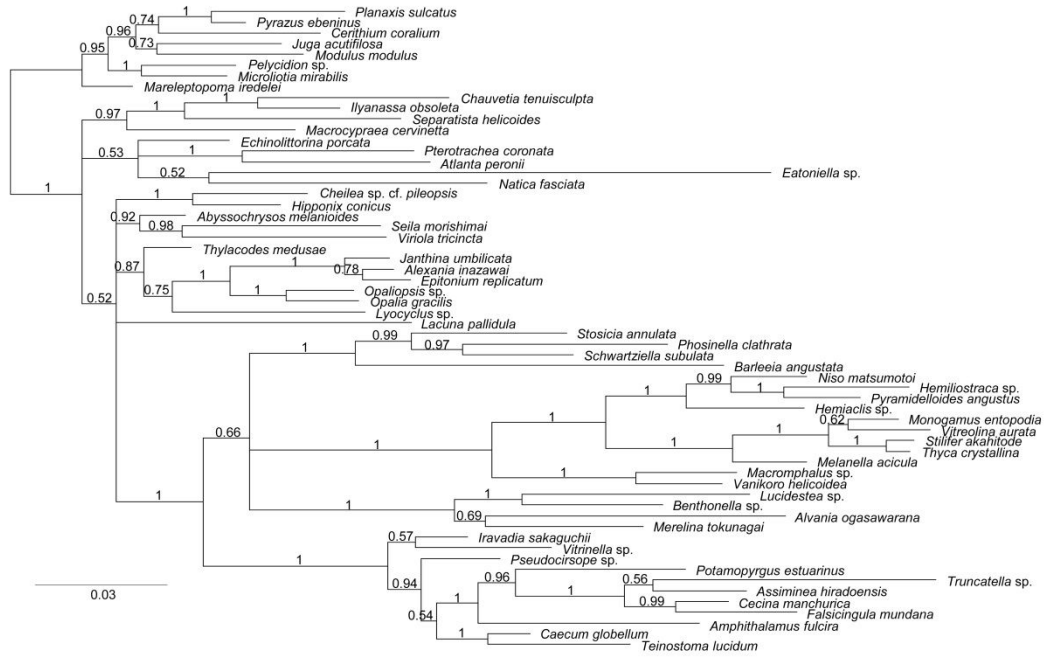 1
Planaxis sulcatus
0.74
Pyrazus ebeninus
0.96
Cerithium coralium
0.95
0.73
Juga acutifilosa
Modulus modulus
1
Pelycidion sp.
Microliotia mirabilis
Mareleptopoma iredelei
1
Chauvetia tenuisculpta
1
Ilyanassa obsoleta
0.97
Separatista helicoides
Macrocypraea cervinetta
Echinolittorina porcata
0.53
1
Pterotrachea coronata
Atlanta peronii
0.52
Eatoniella sp.
1
Natica fasciata
1
Cheilea sp. cf. pileopsis
Hipponix conicus
0.92
Abyssochrysos melanioides
0.98
Seila morishimai
Viriola tricincta
Thylacodes medusae
0.87
1
Janthina umbilicata
0.78
Alexania inazawai
1
Epitonium replicatum
0.75
1
Opaliopsis sp.
Opalia gracilis
0.52
Lyocyclus sp.
Lacuna pallidula
0.99
Stosicia annulata
1
0.97
Phosinella clathrata
Schwartziella subulata
Barleeia angustata
0.99
Niso matsumotoi
1
1
Hemiliostraca sp.
Pyramidelloides angustus
1
Hemiaclis sp.
0.62
Monogamus entopodia
1
Vitreolina aurata
0.66
1
1
Stilifer akahitode
1
Thyca crystallina
1
Melanella acicula
1
Macromphalus sp.
Vanikoro helicoidea
1
1
Lucidestea sp.
1
Benthonella sp.
0.69
Alvania ogasawarana
Merelina tokunagai
0.57
Iravadia sakaguchii
1
Vitrinella sp.
Pseudocirsope sp.
0.94
0.96
Potamopyrgus estuarinus
0.56
Truncatella sp.
1
Assiminea hiradoensis
1
0.99
Cecina manchurica
Falsicingula mundana
0.54
Amphithalamus fulcira
1
Caecum globellum
Teinostoma lucidum
0.03